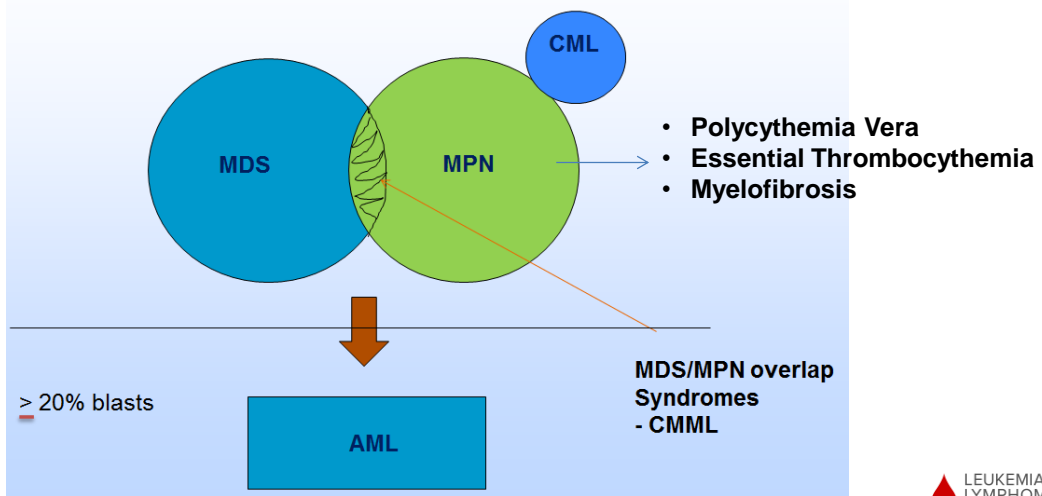 CML
MDS
MPN
• Polycythemia Vera
• Essential Thrombocythemia
• Myelofibrosis
> 20% blasts
MDS/MPN overlap
Syndromes
- CMML
AML
LEUKEMIA